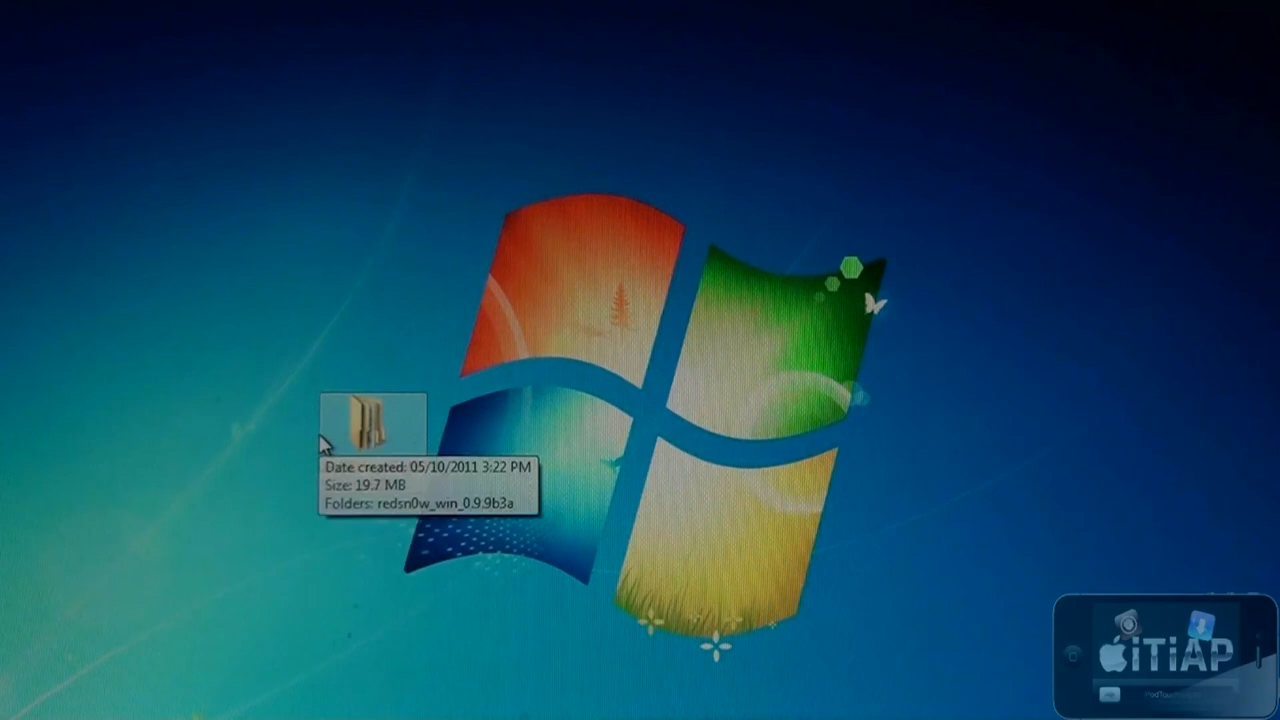 Date created: 05/10/2011 3:22 PM
Size: 19.7 MB
Folders: redsn0w_win_0.9.9b3a
iTiAP